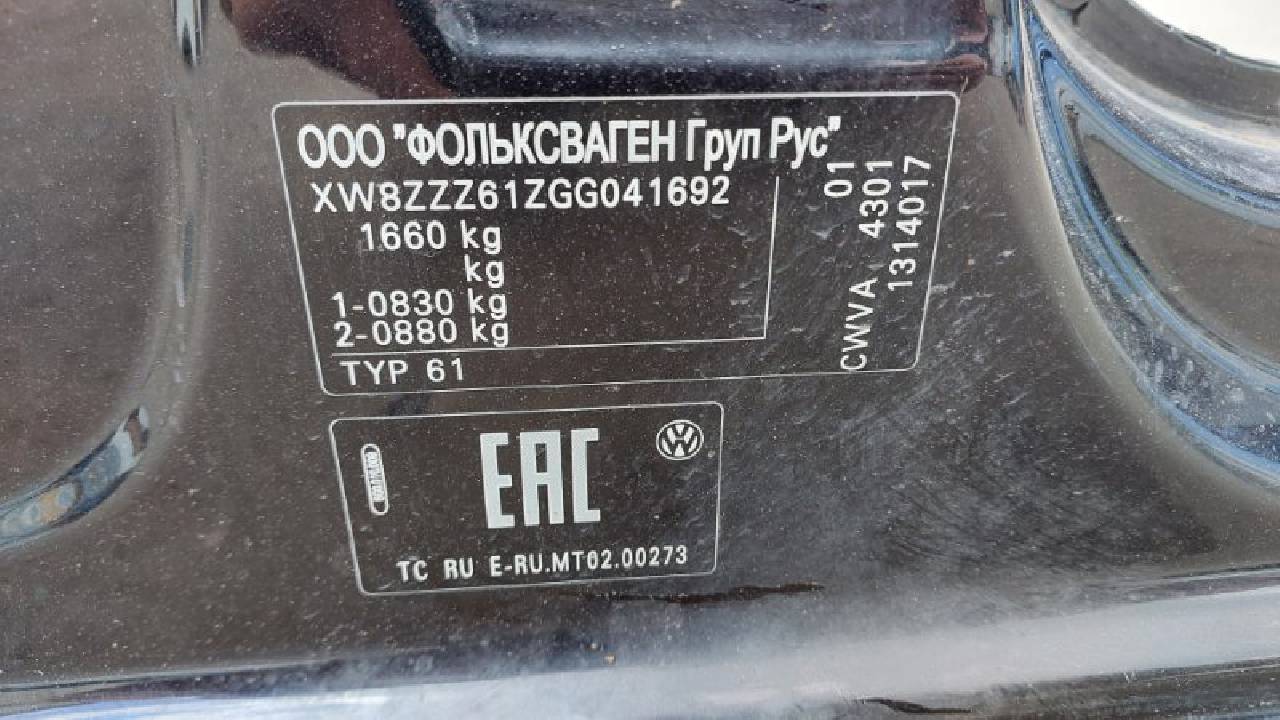 ООО "ФОЛЬКСВАГЕН Груп Рус"
XW8ZZZ61ZGG041692
1660 kg
kg
1-0830 kg
2-0880 kg
TYP 61
01
CWVA 4301
1314017
EAC
TC RU E-RU.MT02.00273